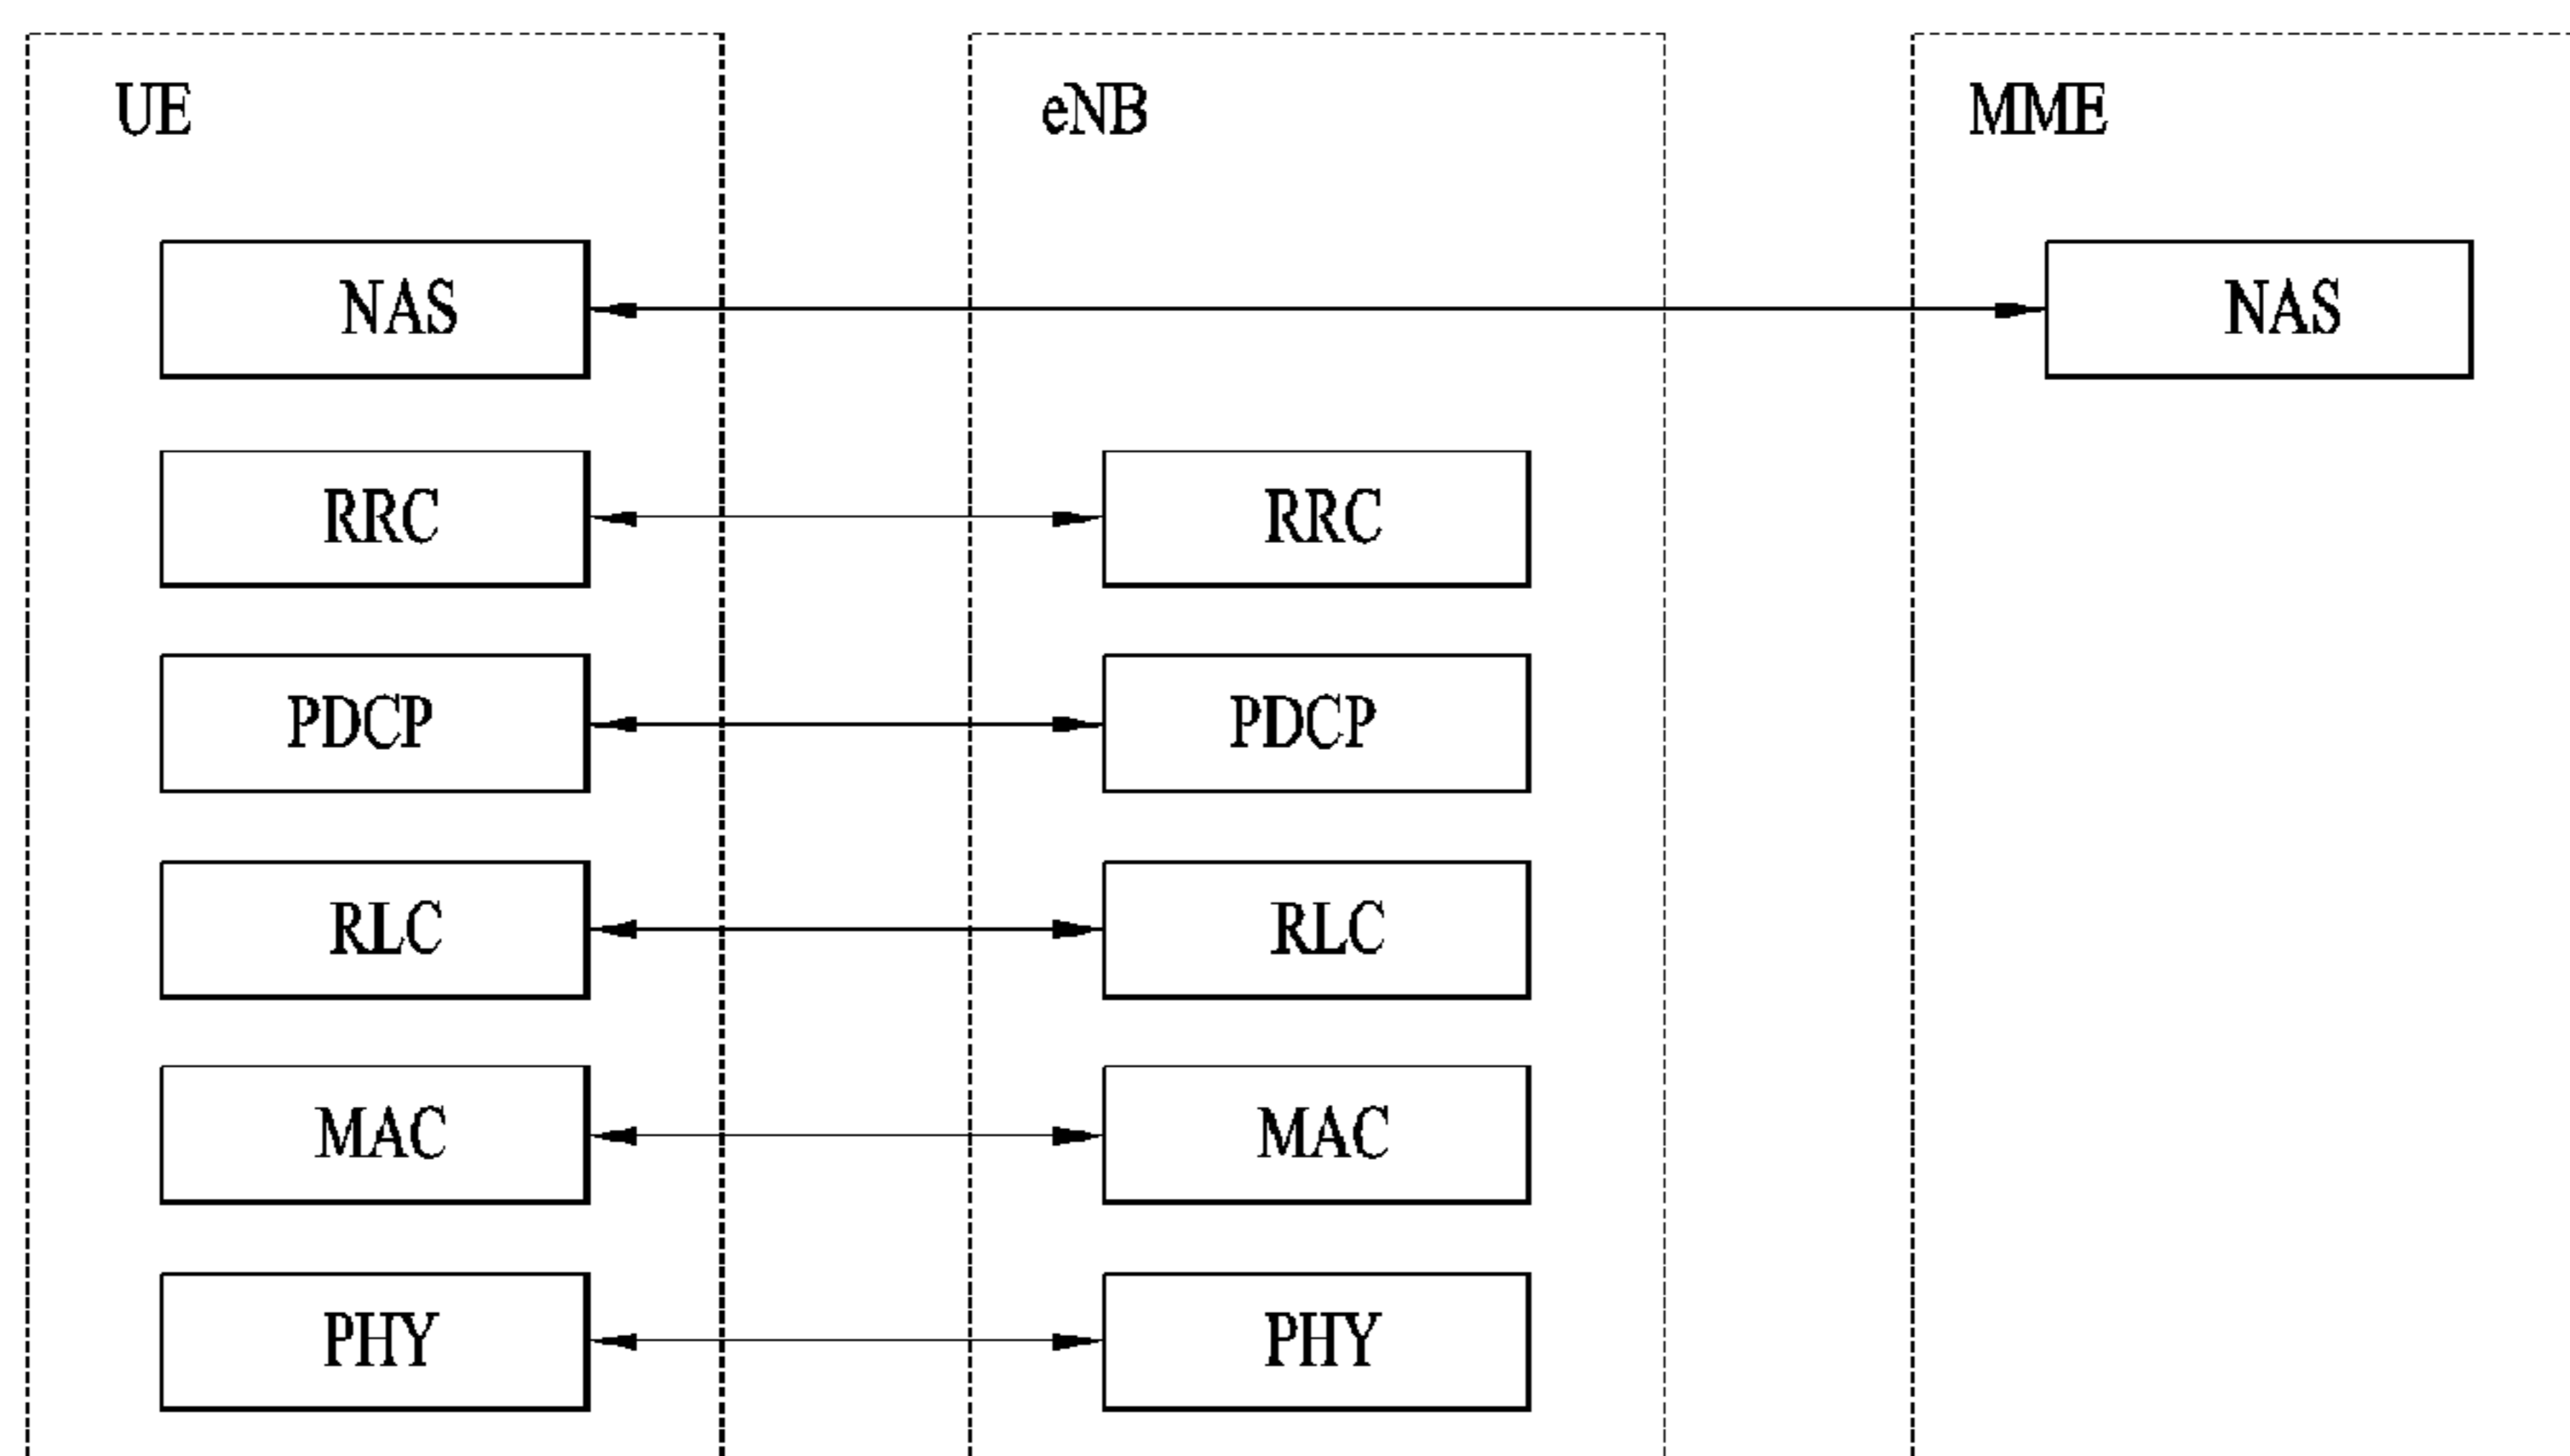 UE eNB MME
NAS NAS
RRC RRC
PDCP PDCP
RLC RLC
MAC MAC
PHY PHY